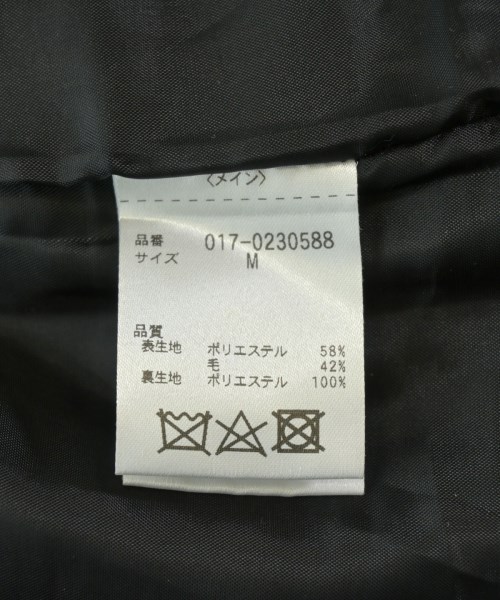 〈メイン〉
品番 017-0230588
サイズ M
品質
表生地 ポリエステル 58%
毛 42%
裏生地 ポリエステル 100%